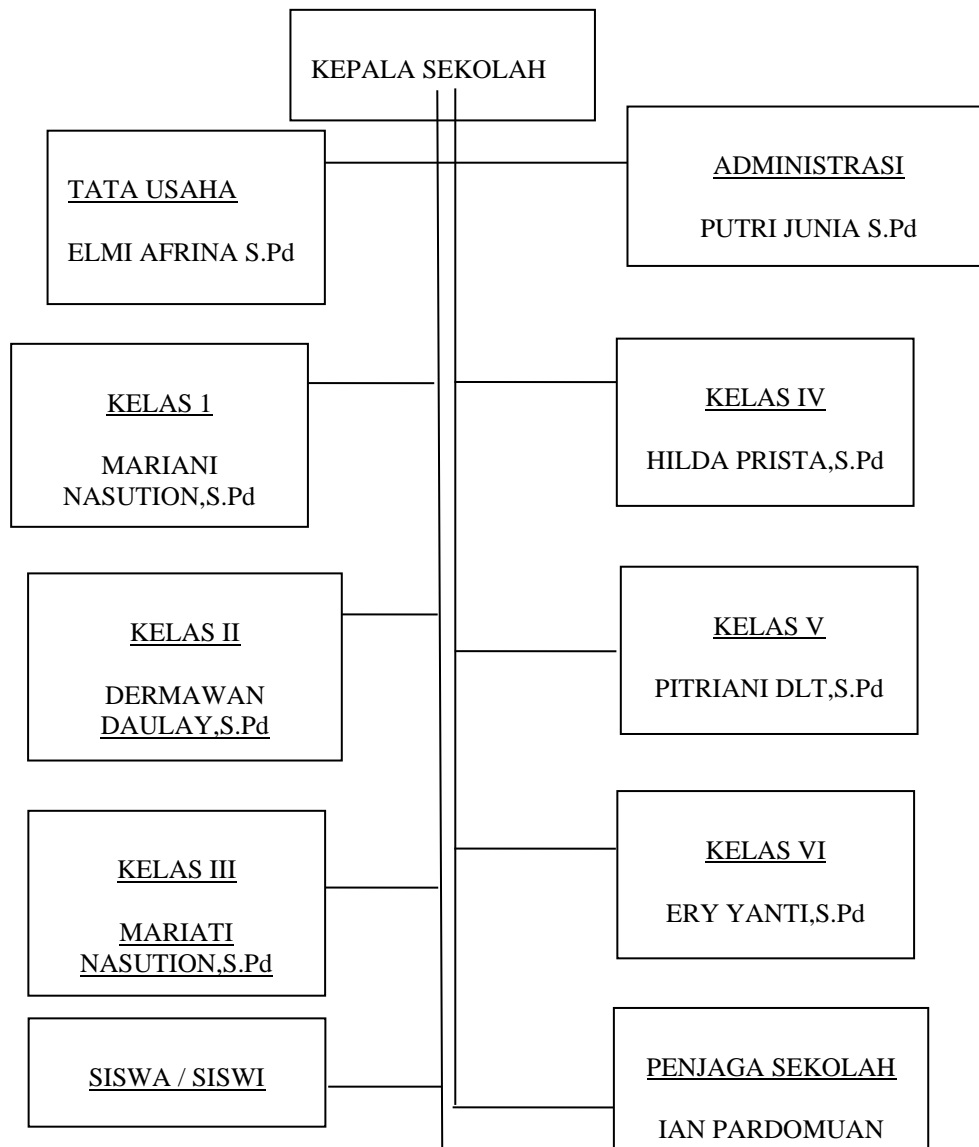 KEPALA SEKOLAH
TATA USAHA
ELMI AFRINA S.Pd
ADMINISTRASI
PUTRI JUNIA S.Pd
KELAS 1
MARIANI
NASUTION,S.Pd
KELAS IV
HILDA PRISTA,S.Pd
KELAS II
DERMAWAN
DAULAY,S.Pd
KELAS V
PITRIANI DLT,S.Pd
KELAS III
MARIATI
NASUTION,S.Pd
KELAS VI
ERY YANTI,S.Pd
SISWA / SISWI
PENJAGA SEKOLAH
IAN PARDOMUAN